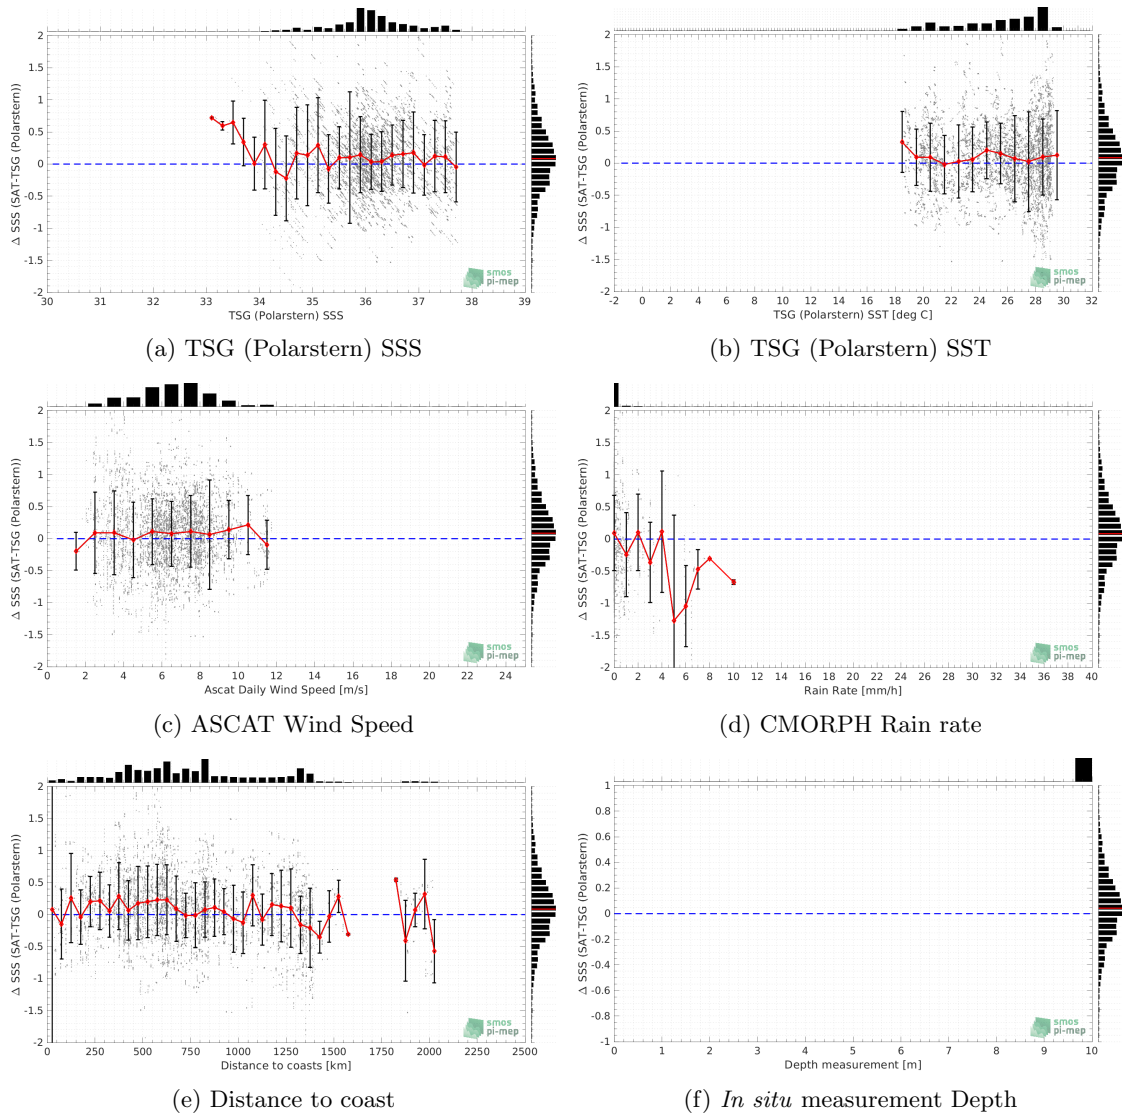 Δ SSS (SAT-TSG (Polarstern))
2
1.5
1
0.5
0
-0.5
-1
-1.5
-2
30 31 32 33 34 35 36 37 38 39
TSG (Polarstern) SSS
smos
pi-mep
(a) TSG (Polarstern) SSS
Δ SSS (SAT-TSG (Polarstern))
2
1.5
1
0.5
0
-0.5
-1
-1.5
-2
-2 0 2 4 6 8 10 12 14 16 18 20 22 24 26 28 30 32
TSG (Polarstern) SST [deg C]
smos
pi-mep
(b) TSG (Polarstern) SST
Δ SSS (SAT-TSG (Polarstern))
2
1.5
1
0.5
0
-0.5
-1
-1.5
-2
0 2 4 6 8 10 12 14 16 18 20 22 24
Ascat Daily Wind Speed [m/s]
smos
pi-mep
(c) ASCAT Wind Speed
Δ SSS (SAT-TSG (Polarstern))
2
1.5
1
0.5
0
-0.5
-1
-1.5
-2
0 2 4 6 8 10 12 14 16 18 20 22 24 26 28 30 32 34 36 38 40
Rain Rate [mm/h]
smos
pi-mep
(d) CMORPH Rain rate
Δ SSS (SAT-TSG (Polarstern))
2
1.5
1
0.5
0
-0.5
-1
-1.5
-2
0 250 500 750 1000 1250 1500 1750 2000 2250 2500
Distance to coasts [km]
smos
pi-mep
(e) Distance to coast
Δ SSS (SAT-TSG (Polarstern))
1
0.8
0.6
0.4
0.2
0
-0.2
-0.4
-0.6
-0.8
-1
0 1 2 3 4 5 6 7 8 9 10
Depth measurement [m]
smos
pi-mep
(f) In situ measurement Depth